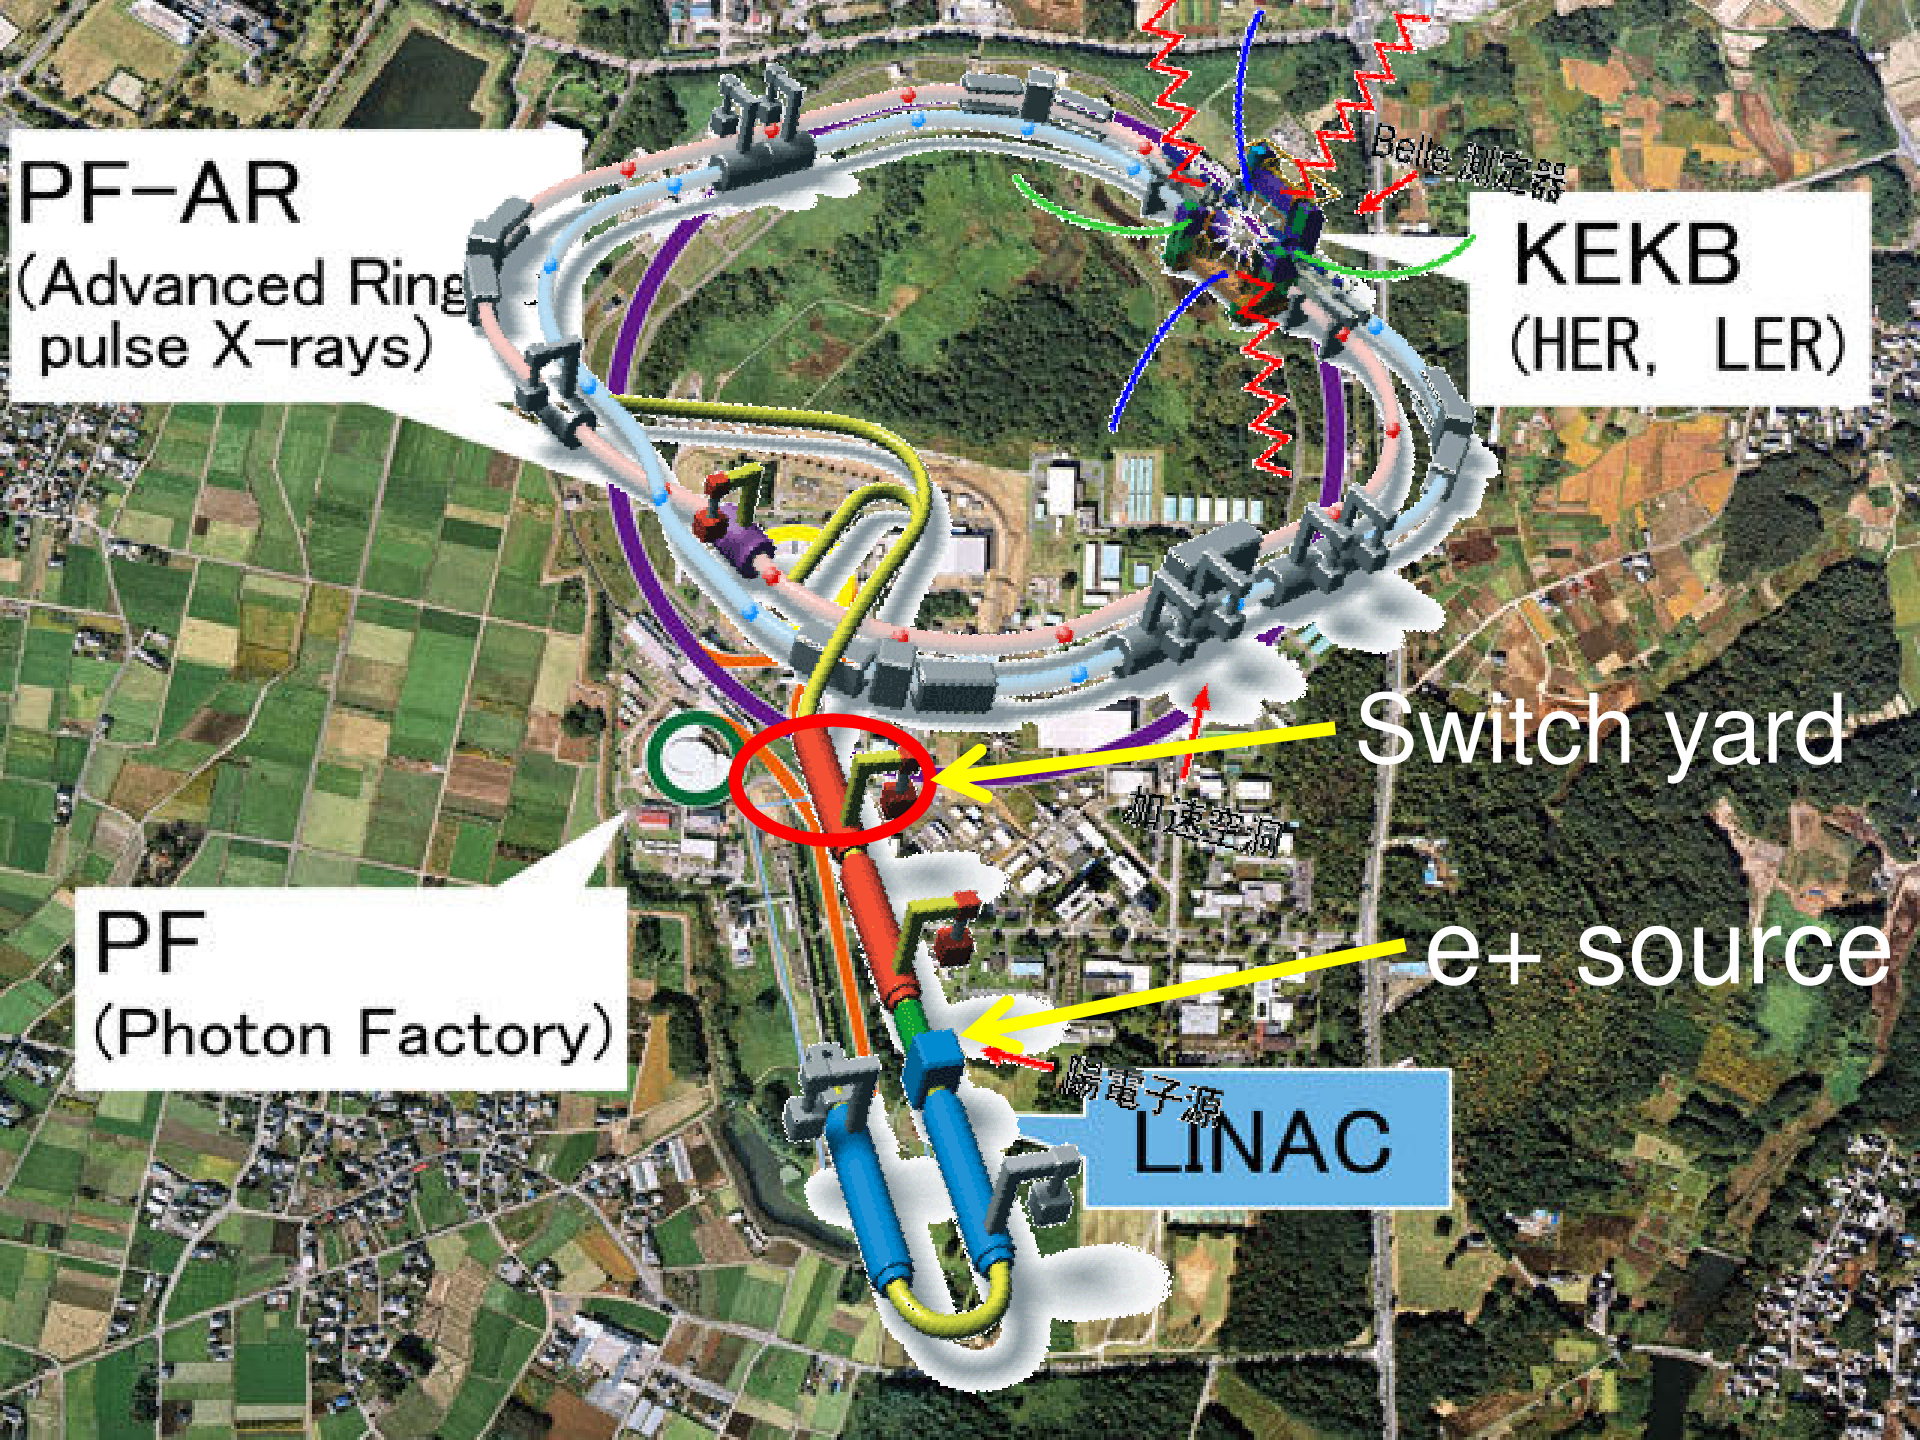 Belle 測定器
PF-AR
(Advanced Ring
pulse X-rays)
KEKB
(HER, LER)
Switch yard
加速空洞
PF
(Photon Factory)
e+ source
陽電子源
LINAC